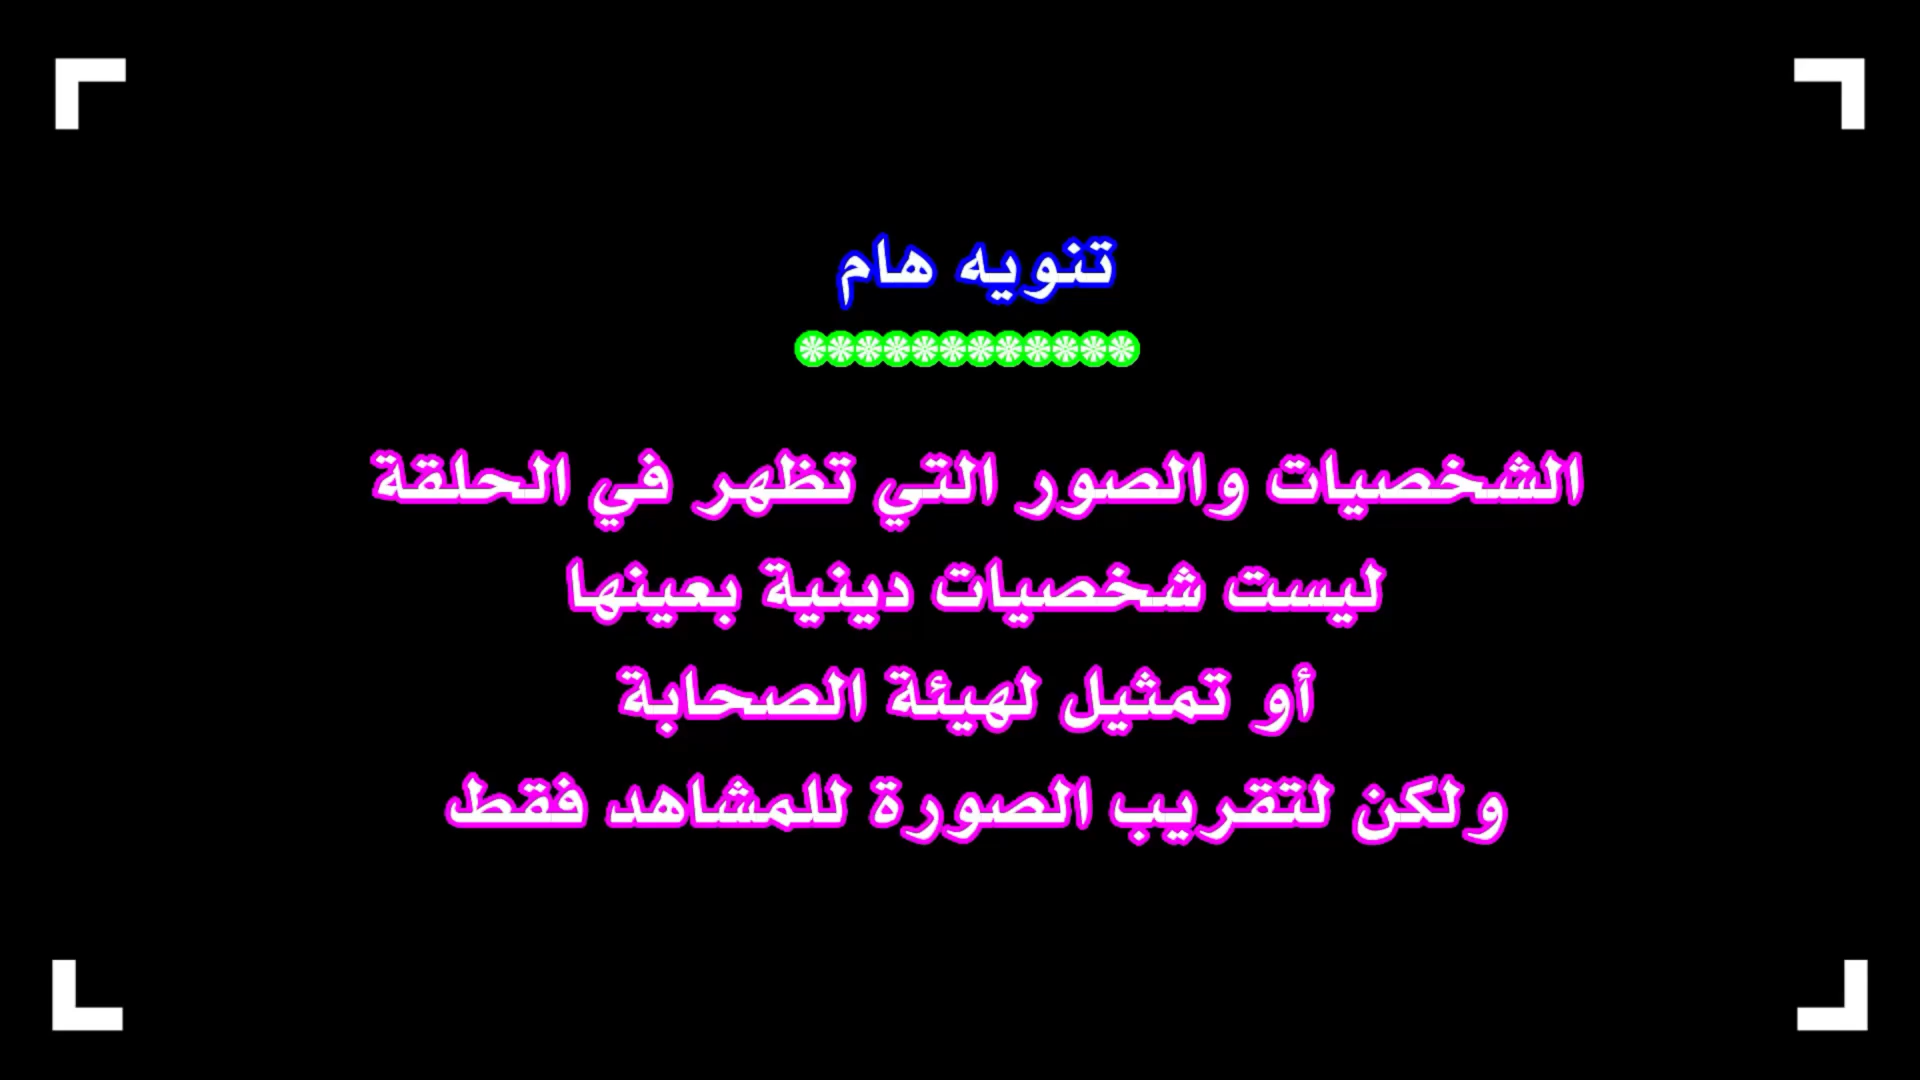 تنويه هام
الشخصيات والصور التي تظهر في الحلقة
ليست شخصيات دينية بعينها
أو تمثيل لهيئة الصحابة
ولكن لتقريب الصورة للمشاهد فقط